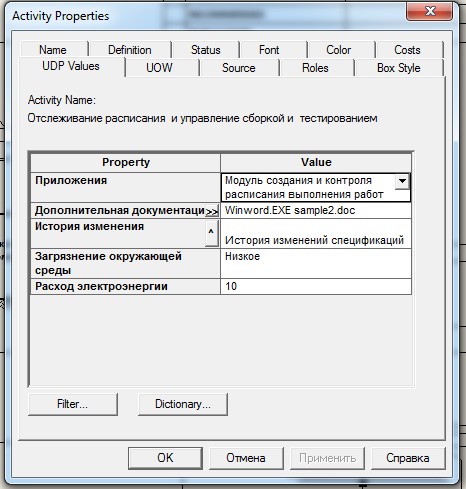 Activity Properties
Name Definition Status Font Color Costs
UDP Values UOW Source Roles Box Style
Activity Name:
Отслеживание расписания и управление сборкой и тестированием
Property Value
Приложения Модуль создания и контроля
расписания выполнения работ
Дополнительная документаци >> Winword.EXE sample2.doc
История изменения
История изменений спецификаций
Загрязнение окружающей Низкое
среды
Расход электроэнергии 10
Filter... Dictionary...
OK Отмена Применить Справка